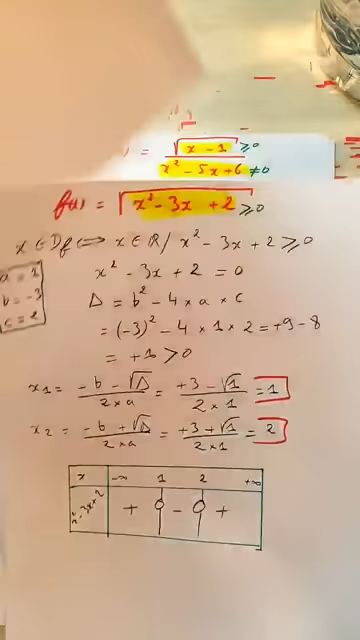 ) = √x - 1 ≥0 / x² - 5x + 6 ≠0
f(x) = √x² - 3x + 2 ≥0
x ∈ Df ⟺ x ∈ R / x² - 3x + 2 ≥ 0
a = 1
b = -3
c = 2
x² - 3x + 2 = 0
Δ = b² - 4 × a × c
= (-3)² - 4 × 1 × 2 = +9 - 8
= +1 > 0
x₁ = -b - √Δ / 2×a = +3 - √1 / 2×1 = 1
x₂ = -b + √Δ / 2×a = +3 + √1 / 2×1 = 2
x -∞ 1 2 +∞
x² - 3x + 2 + 0 - 0 +